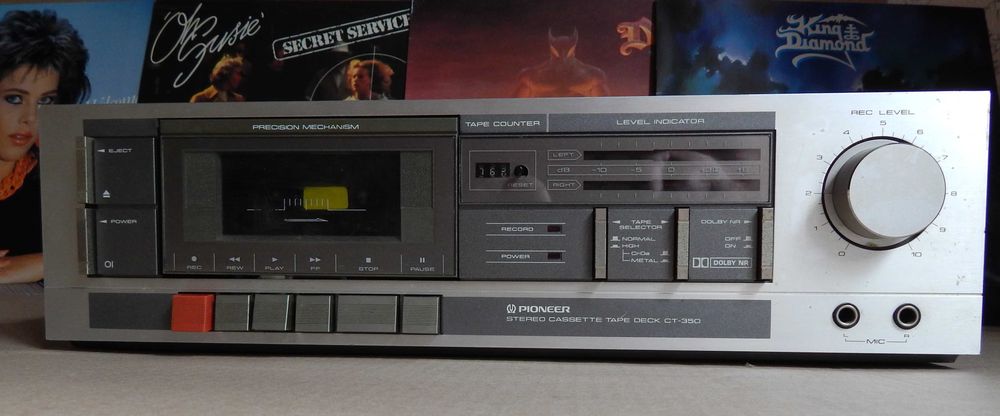 'Oh Susie'
SECRET SERVICE
King
Diamond
PRECISION MECHANISM
TAPE COUNTER
LEVEL INDICATOR
REC LEVEL
EJECT
POWER
LEFT
dB -10 -5 0
RIGHT
RESET
RECORD
POWER
TAPE
SELECTOR
NORMAL
HIGH
CrO2
METAL
DOLBY NR
OFF
ON
DOLBY NR
0 1 2 3 4 5 6 7 8 9 10
REC REW PLAY FF STOP PAUSE
PIONEER
STEREO CASSETTE TAPE DECK CT-350
L R
MIC